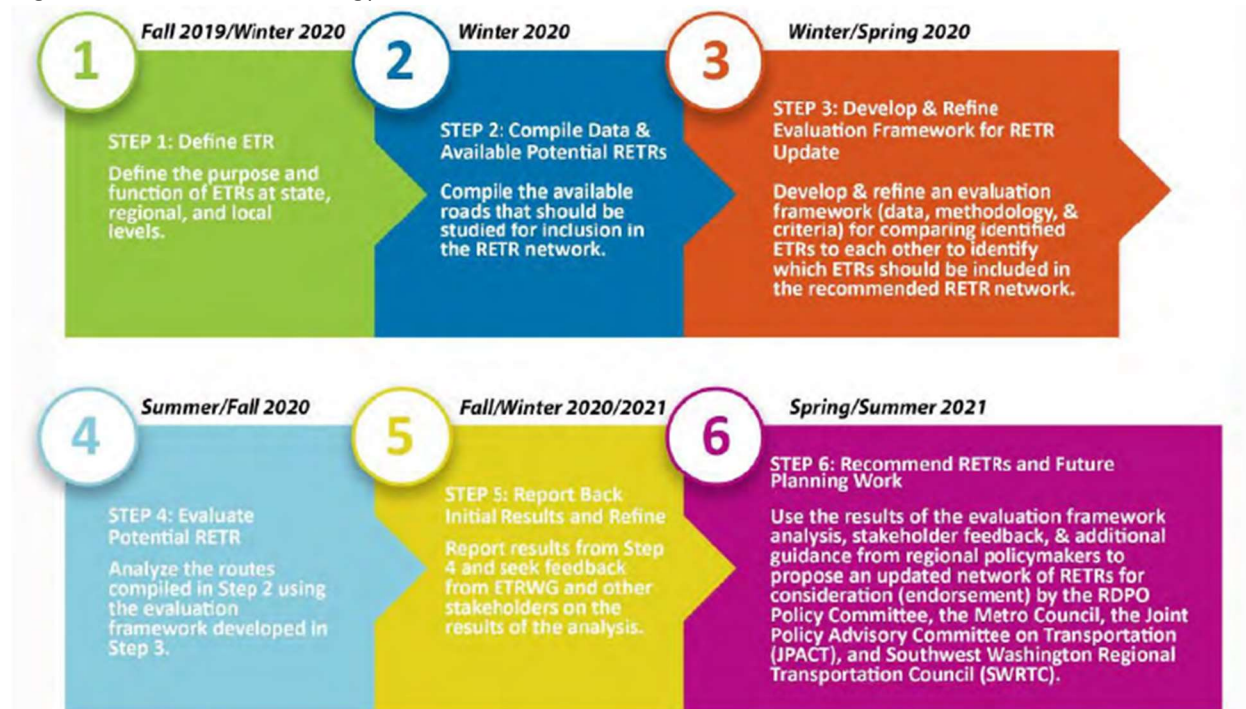 1
Fall 2019/Winter 2020
STEP 1: Define ETR
Define the purpose and
function of ETRs at state,
regional, and local
levels.
2
Winter 2020
STEP 2: Compile Data &
Available Potential RETRs
Compile the available
roads that should be
studied for inclusion in
the RETR network.
3
Winter/Spring 2020
STEP 3: Develop & Refine
Evaluation Framework for RETR
Update
Develop & refine an evaluation
framework (data, methodology, &
criteria) for comparing identified
ETRs to each other to identify
which ETRs should be included in
the recommended RETR network.
4
Summer/Fall 2020
STEP 4: Evaluate
Potential RETR
Analyze the routes
compiled in Step 2 using
the evaluation
framework developed in
Step 3.
5
Fall/Winter 2020/2021
STEP 5: Report Back
Initial Results and Refine
Report results from Step
4 and seek feedback
from ETRWG and other
stakeholders on the
results of the analysis.
6
Spring/Summer 2021
STEP 6: Recommend RETRs and Future
Planning Work
Use the results of the evaluation framework
analysis, stakeholder feedback, & additional
guidance from regional policymakers to
propose an updated network of RETRs for
consideration (endorsement) by the RDPO
Policy Committee, the Metro Council, the Joint
Policy Advisory Committee on Transportation
(JPACT), and Southwest Washington Regional
Transportation Council (SWRTC).